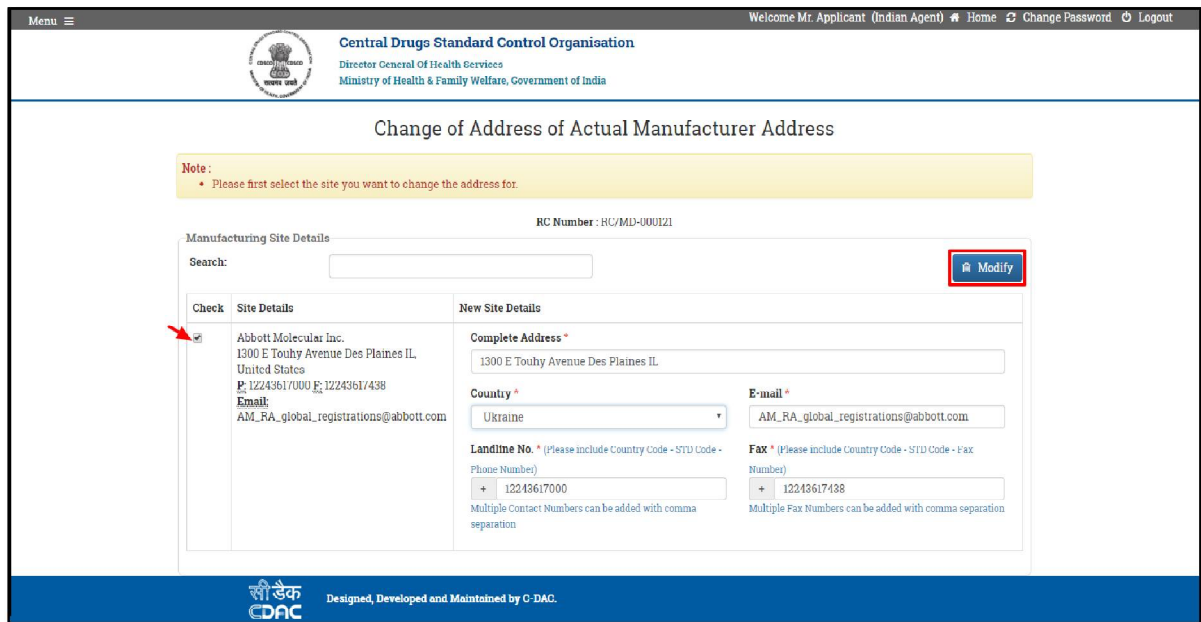 Menu ☰
Welcome Mr. Applicant (Indian Agent) Home Change Password Logout
Central Drugs Standard Control Organisation
Director General Of Health Services
Ministry of Health & Family Welfare, Government of India
Change of Address of Actual Manufacturer Address
Note :
Please first select the site you want to change the address for.
RC Number : RC/MD-000121
Manufacturing Site Details
Search:
Modify
Check Site Details New Site Details
Abbott Molecular Inc.
1300 E Touhy Avenue Des Plaines IL,
United States
P: 12243617000 F: 12243617438
Email:
AM_RA_global_registrations@abbott.com
Complete Address *
1300 E Touhy Avenue Des Plaines IL
Country *
Ukraine
E-mail *
AM_RA_global_registrations@abbott.com
Landline No. * (Please include Country Code - STD Code -
Phone Number)
+ 12243617000
Multiple Contact Numbers can be added with comma
separation
Fax * (Please include Country Code - STD Code - Fax
Number)
+ 12243617438
Multiple Fax Numbers can be added with comma separation
सी डैक
CDAC
Designed, Developed and Maintained by C-DAC.